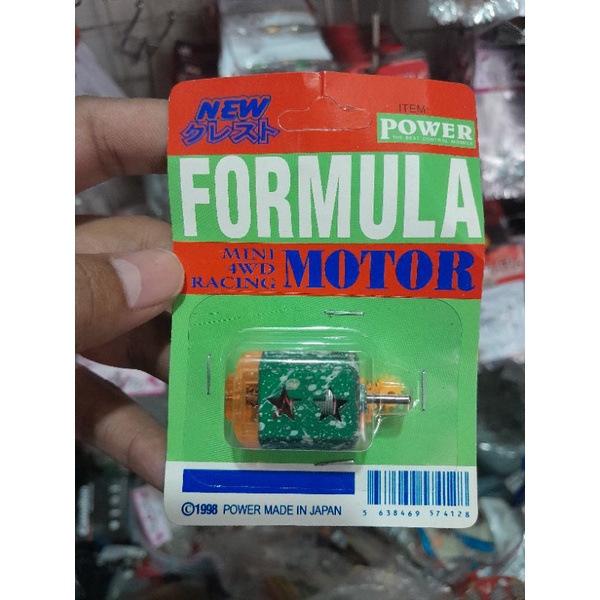 NEW
クレスト
ITEM:
POWER
THE BEST CONTROL MODELS
FORMULA
MINI
4WD
RACING
MOTOR
©1998 POWER MADE IN JAPAN
5 638469 574128